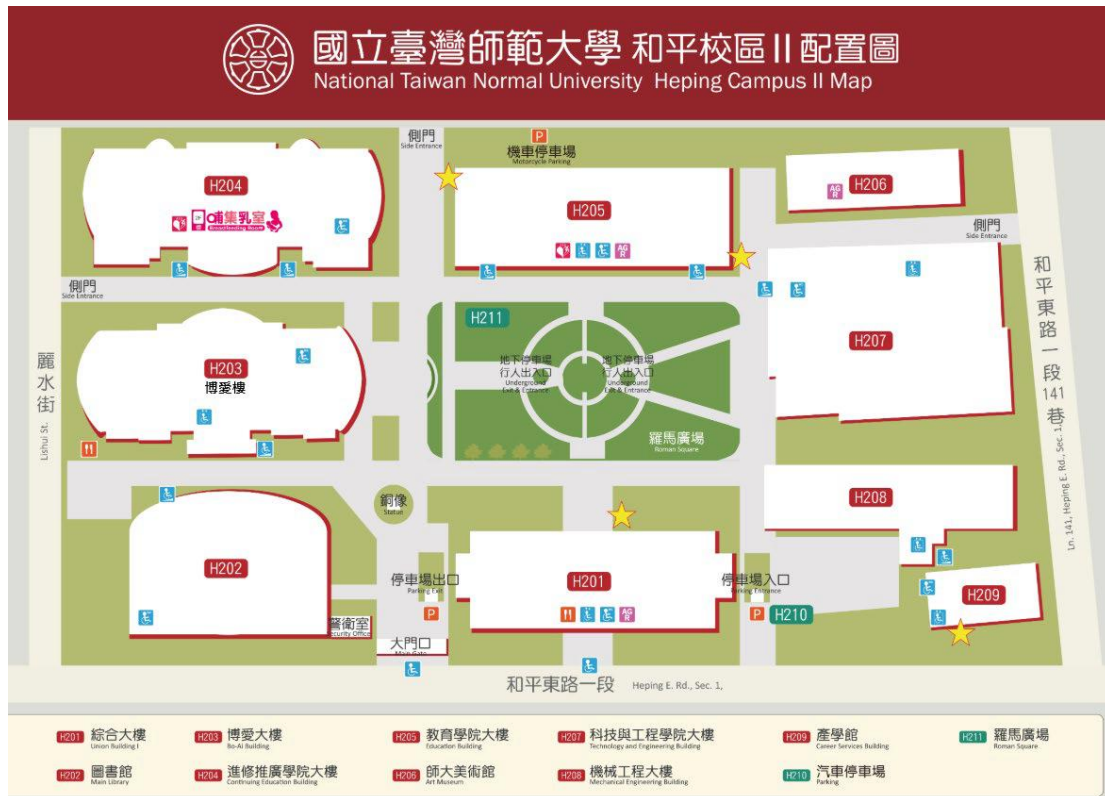 國立臺灣師範大學 和平校區II配置圖
National Taiwan Normal University Heping Campus II Map
側門
Side Entrance
P
機車停車場
Motorcycle Parking
H204
哺集乳室
Breastfeeding Room
H205
AG
R
AG
R
H206
側門
Side Entrance
側門
Side Entrance
H211
H207
H203
博愛樓
地下停車場
行人出入口
Underground
Exit & Entrance
地下停車場
行人出入口
Underground
Exit & Entrance
羅馬廣場
Roman Square
麗水街
Lishui St.
和平東路一段141巷
Ln. 141, Heping E. Rd., Sec. 1,
銅像
Statue
H208
H202
停車場出口
Parking Exit
P
H201
AG
R
停車場入口
Parking Entrance
P
H210
H209
警衛室
Security Office
大門口
Main Gate
和平東路一段 Heping E. Rd., Sec. 1,
H201 綜合大樓
Union Building I
H203 博愛大樓
Bo-Ai Building
H205 教育學院大樓
Education Building
H207 科技與工程學院大樓
Technology and Engineering Building
H209 產學館
Career Services Building
H211 羅馬廣場
Roman Square
H202 圖書館
Main Library
H204 進修推廣學院大樓
Continuing Education Building
H206 師大美術館
Art Museum
H208 機械工程大樓
Mechanical Engineering Building
H210 汽車停車場
Parking